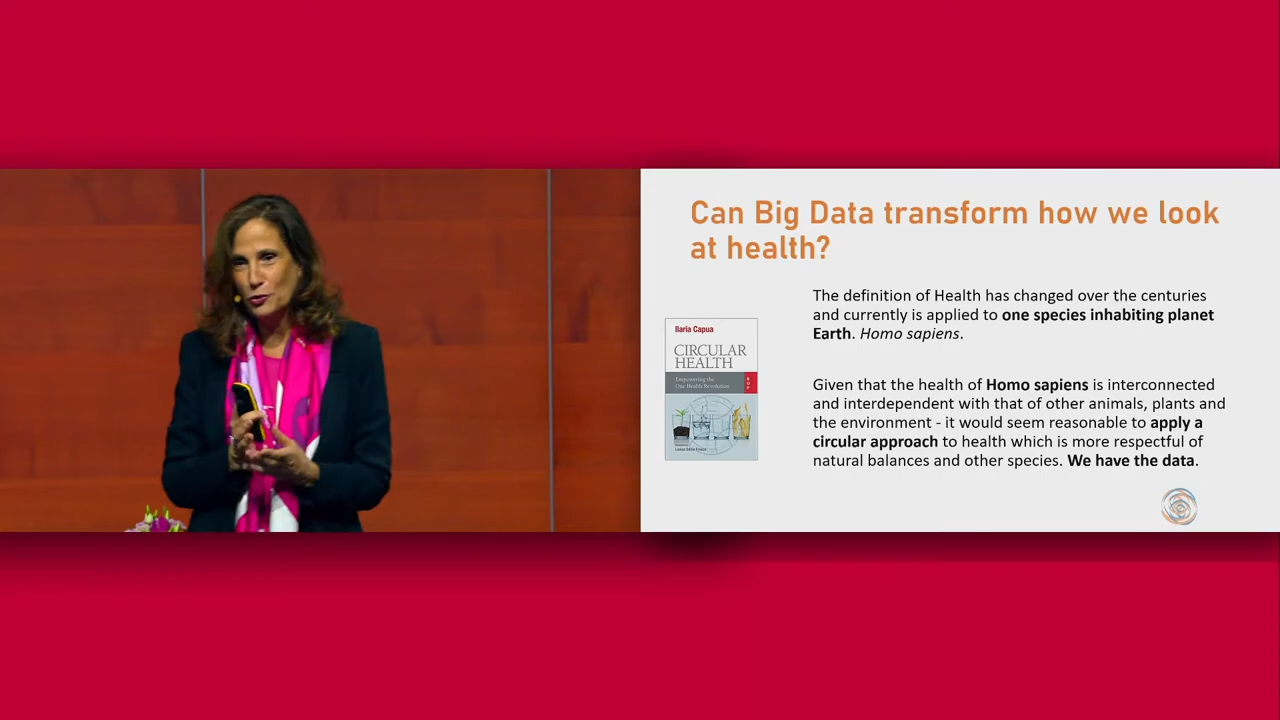 Can Big Data transform how we look
at health?
The definition of Health has changed over the centuries
and currently is applied to one species inhabiting planet
Earth. Homo sapiens.
Ilaria Capua
CIRCULAR
HEALTH
Empowering the
One Health Revolution
Given that the health of Homo sapiens is interconnected
and interdependent with that of other animals, plants and
the environment - it would seem reasonable to apply a
circular approach to health which is more respectful of
natural balances and other species. We have the data.